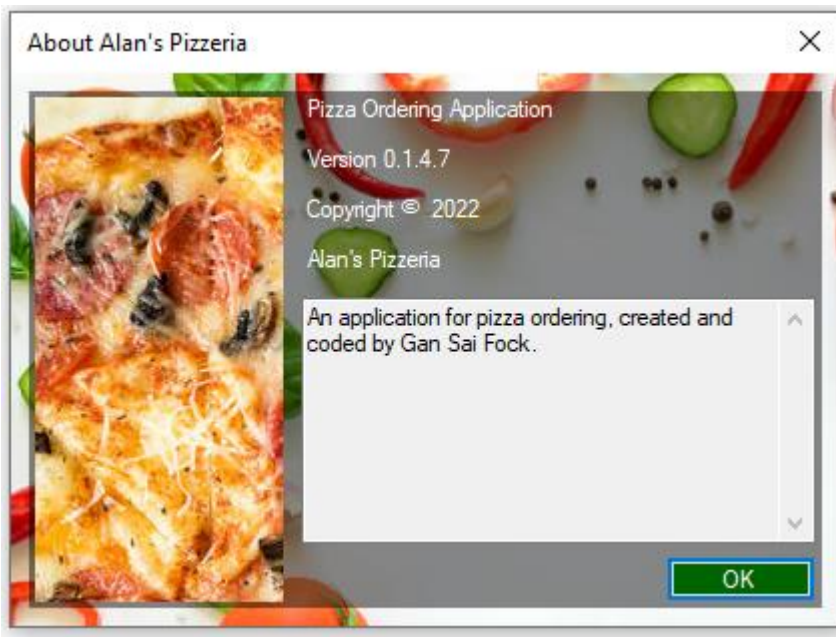 About Alan's Pizzeria
Pizza Ordering Application
Version 0.1.4.7
Copyright © 2022
Alan's Pizzeria
An application for pizza ordering, created and
coded by Gan Sai Fock.
OK